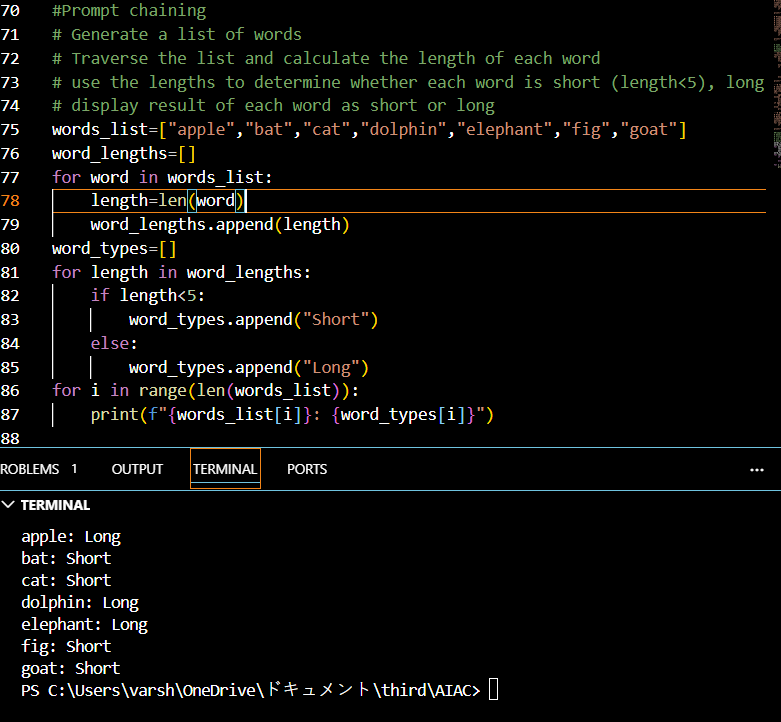 70 #Prompt chaining
71 # Generate a list of words
72 # Traverse the list and calculate the length of each word
73 # use the lengths to determine whether each word is short (length<5), long
74 # display result of each word as short or long
75 words_list=["apple","bat","cat","dolphin","elephant","fig","goat"]
76 word_lengths=[]
77 for word in words_list:
78     length=len(word)
79     word_lengths.append(length)
80 word_types=[]
81 for length in word_lengths:
82     if length<5:
83         word_types.append("Short")
84     else:
85         word_types.append("Long")
86 for i in range(len(words_list)):
87     print(f"{words_list[i]}: {word_types[i]}")
88
ROBLEMS 1 OUTPUT TERMINAL PORTS ...
TERMINAL
apple: Long
bat: Short
cat: Short
dolphin: Long
elephant: Long
fig: Short
goat: Short
PS C:\Users\varsh\OneDrive\ドキュメント\third\AIAC>